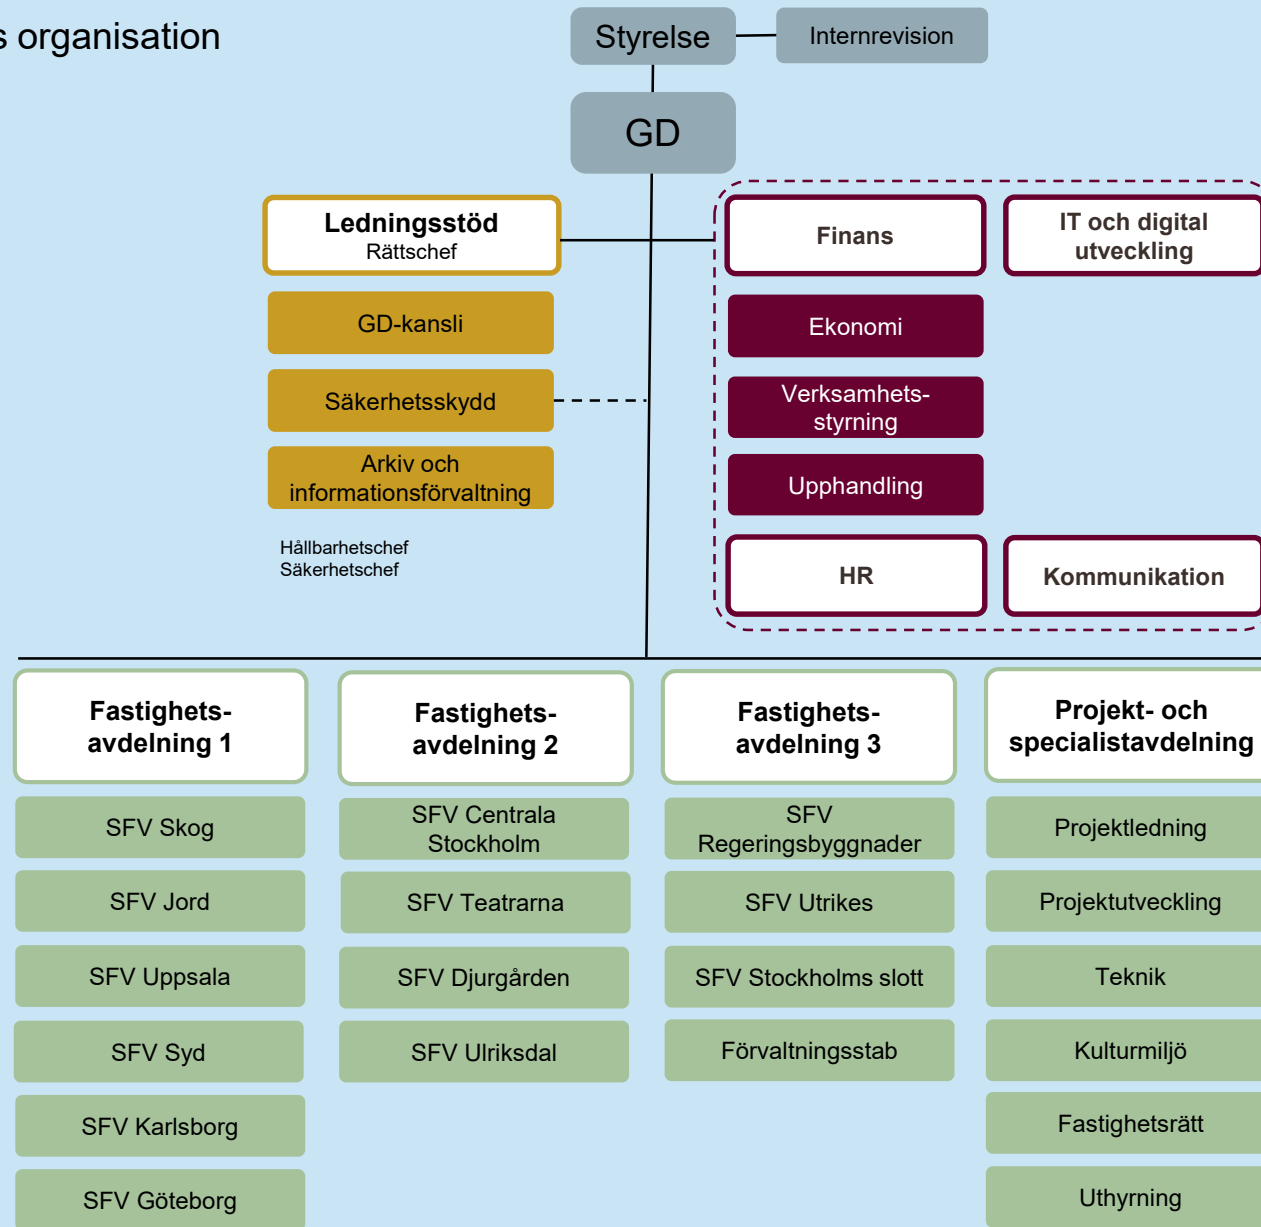 s organisation
Styrelse
Internrevision
GD
Ledningsstöd
Rättschef
GD-kansli
Säkerhetsskydd
Arkiv och
informationsförvaltning
Hållbarhetschef
Säkerhetschef
Finans
IT och digital
utveckling
Ekonomi
Verksamhets-
styrning
Upphandling
HR
Kommunikation
Fastighets-
avdelning 1
SFV Skog
SFV Jord
SFV Uppsala
SFV Syd
SFV Karlsborg
SFV Göteborg
Fastighets-
avdelning 2
SFV Centrala
Stockholm
SFV Teatrarna
SFV Djurgården
SFV Ulriksdal
Fastighets-
avdelning 3
SFV
Regeringsbyggnader
SFV Utrikes
SFV Stockholms slott
Förvaltningsstab
Projekt- och
specialistavdelning
Projektledning
Projektutveckling
Teknik
Kulturmiljö
Fastighetsrätt
Uthyrning